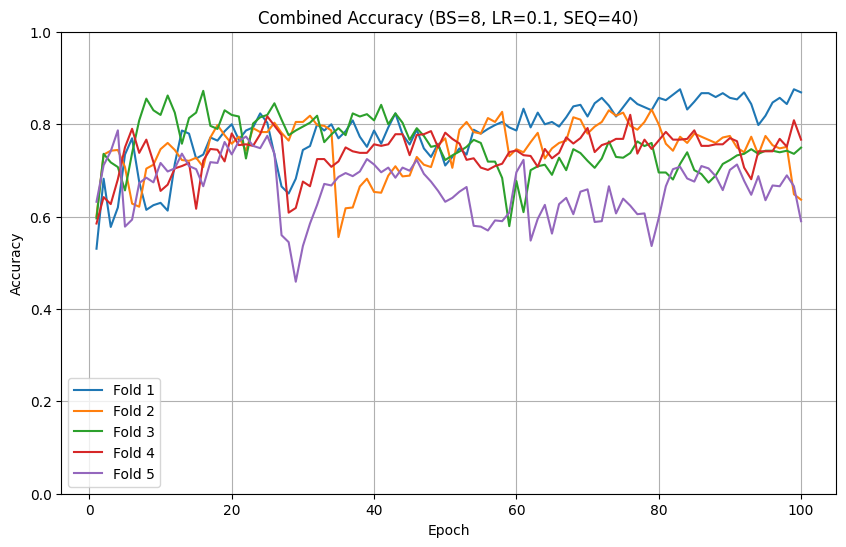 Combined Accuracy (BS=8, LR=0.1, SEQ=40)
1.0
0.8
0.6
0.4
0.2
0.0
Accuracy
Fold 1
Fold 2
Fold 3
Fold 4
Fold 5
0 20 40 60 80 100
Epoch